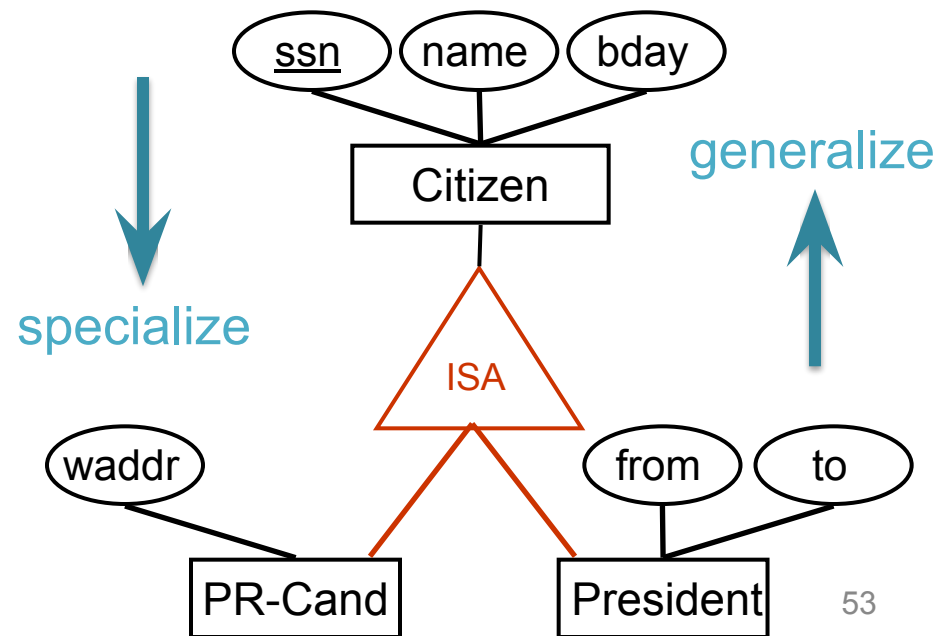 ssn
name
bday
Citizen
generalize
specialize
ISA
waddr
from
to
PR-Cand
President
53